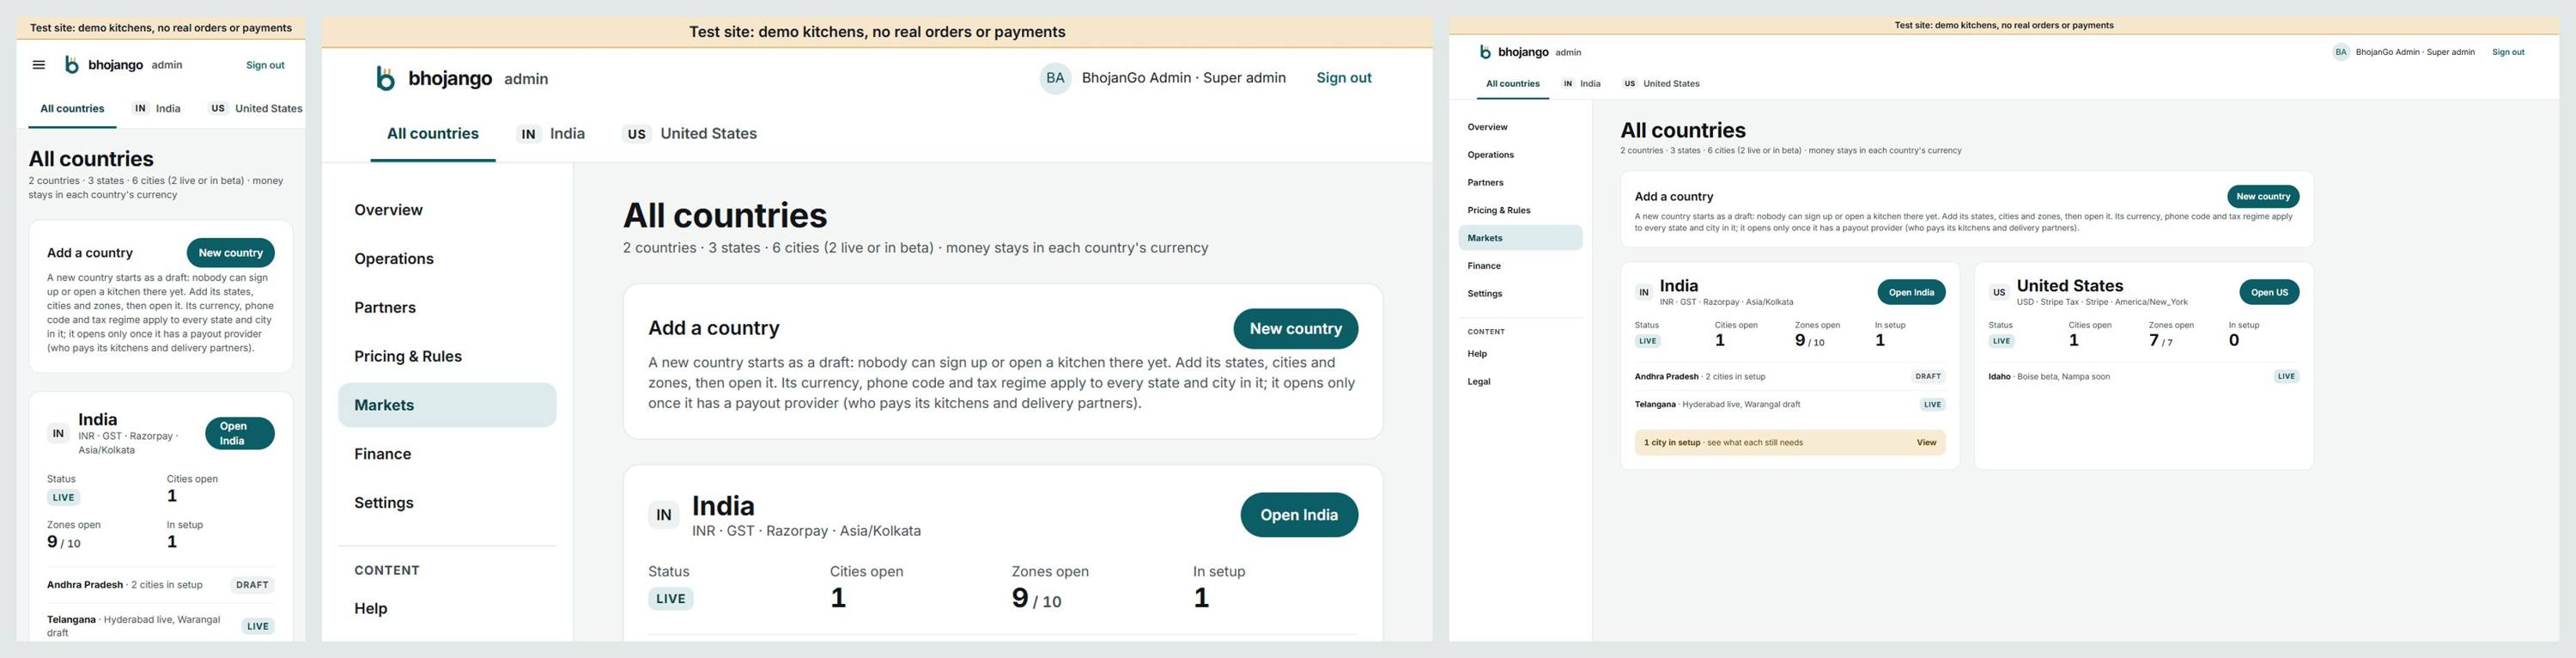 Test site: demo kitchens, no real orders or payments
bhojango admin
Sign out
All countries IN India US United States
All countries
2 countries · 3 states · 6 cities (2 live or in beta) · money
stays in each country's currency
Add a country
New country
A new country starts as a draft: nobody can sign
up or open a kitchen there yet. Add its states,
cities and zones, then open it. Its currency, phone
code and tax regime apply to every state and city
in it; it opens only once it has a payout provider
(who pays its kitchens and delivery partners).
IN India
INR · GST · Razorpay ·
Asia/Kolkata
Open
India
Status Cities open
LIVE 1
Zones open In setup
9 / 10 1
Andhra Pradesh · 2 cities in setup DRAFT
Telangana · Hyderabad live, Warangal
draft
LIVE
Test site: demo kitchens, no real orders or payments
bhojango admin
BA BhojanGo Admin · Super admin Sign out
All countries IN India US United States
Overview
Operations
Partners
Pricing & Rules
Markets
Finance
Settings
CONTENT
Help
All countries
2 countries · 3 states · 6 cities (2 live or in beta) · money stays in each country's currency
Add a country
New country
A new country starts as a draft: nobody can sign up or open a kitchen there yet. Add its states, cities and
zones, then open it. Its currency, phone code and tax regime apply to every state and city in it; it opens only
once it has a payout provider (who pays its kitchens and delivery partners).
IN India
INR · GST · Razorpay · Asia/Kolkata
Open India
Status Cities open Zones open In setup
LIVE 1 9 / 10 1
Test site: demo kitchens, no real orders or payments
bhojango admin
BA BhojanGo Admin · Super admin Sign out
All countries IN India US United States
Overview
Operations
Partners
Pricing & Rules
Markets
Finance
Settings
CONTENT
Help
Legal
All countries
2 countries · 3 states · 6 cities (2 live or in beta) · money stays in each country's currency
Add a country
New country
A new country starts as a draft: nobody can sign up or open a kitchen there yet. Add its states, cities and zones, then open it. Its currency, phone code and tax regime apply
to every state and city in it; it opens only once it has a payout provider (who pays its kitchens and delivery partners).
IN India
INR · GST · Razorpay · Asia/Kolkata
Open India
Status Cities open Zones open In setup
LIVE 1 9 / 10 1
Andhra Pradesh · 2 cities in setup DRAFT
Telangana · Hyderabad live, Warangal draft LIVE
1 city in setup · see what each still needs View
US United States
USD · Stripe Tax · Stripe · America/New_York
Open US
Status Cities open Zones open In setup
LIVE 1 7 / 7 0
Idaho · Boise beta, Nampa soon LIVE